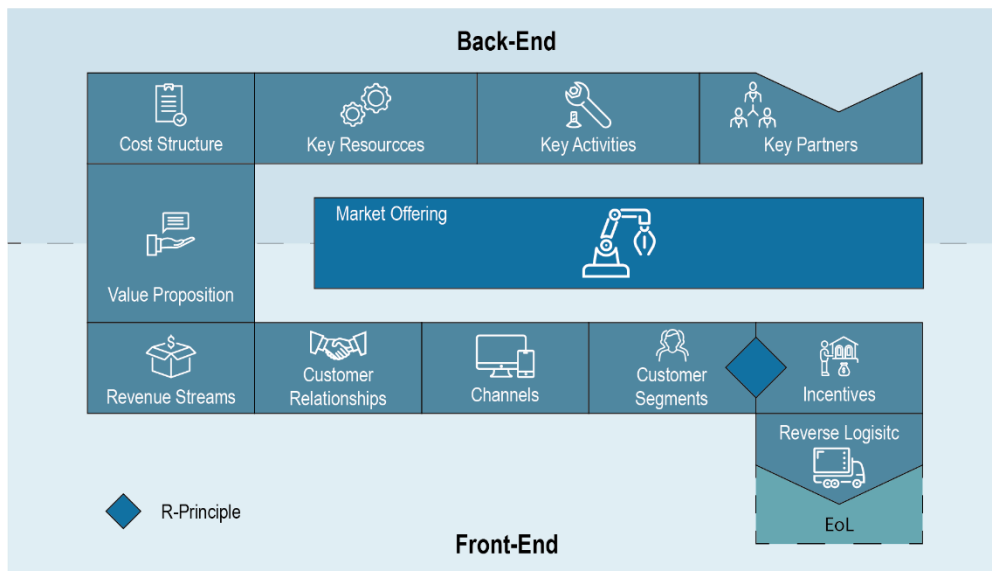 Back-End
Cost Structure
Key Resourcces
Key Activities
Key Partners
Market Offering
Value Proposition
$
Revenue Streams
Customer
Relationships
Channels
Customer
Segments
Incentives
Reverse Logisitc
R-Principle
EoL
Front-End